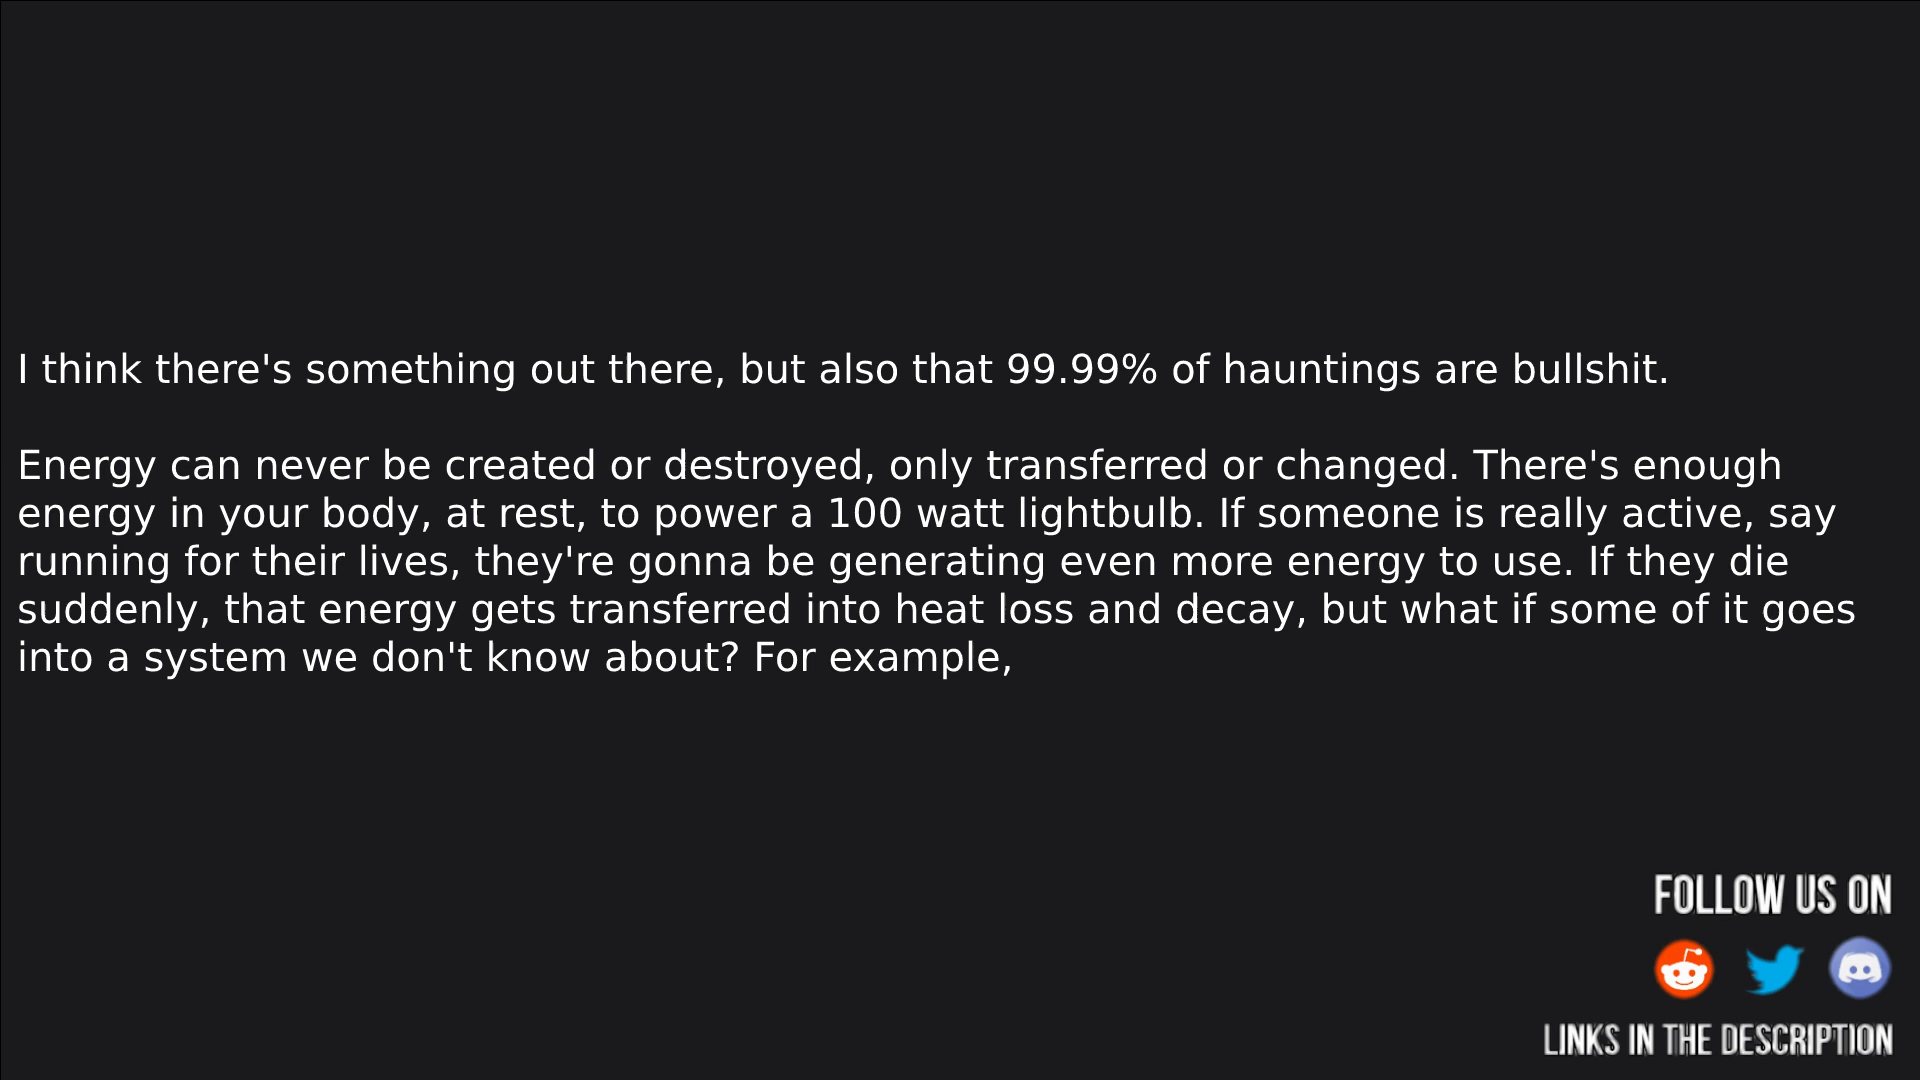 I think there's something out there, but also that 99.99% of hauntings are bullshit.
Energy can never be created or destroyed, only transferred or changed. There's enough
energy in your body, at rest, to power a 100 watt lightbulb. If someone is really active, say
running for their lives, they're gonna be generating even more energy to use. If they die
suddenly, that energy gets transferred into heat loss and decay, but what if some of it goes
into a system we don't know about? For example,
FOLLOW US ON
LINKS IN THE DESCRIPTION